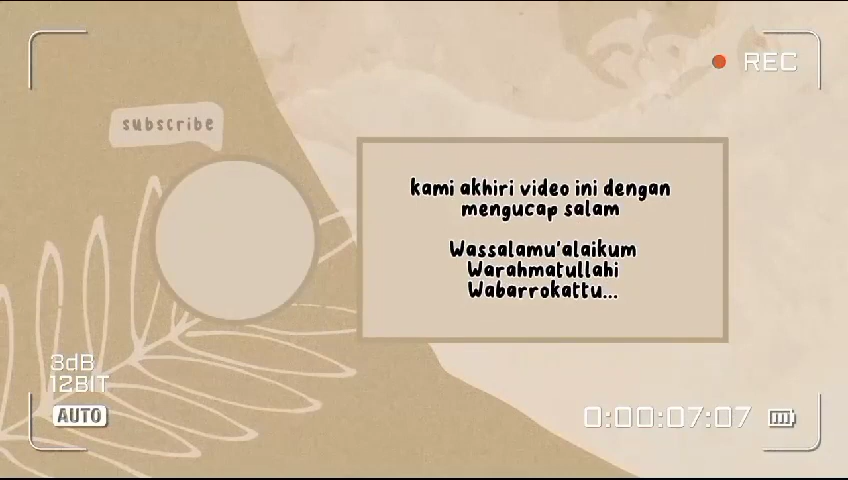 REC
subscribe
kami akhiri video ini dengan
mengucap salam
Wassalamu'alaikum
Warahmatullahi
Wabarrokattu...
3dB
12BIT
AUTO
0:00:07:07